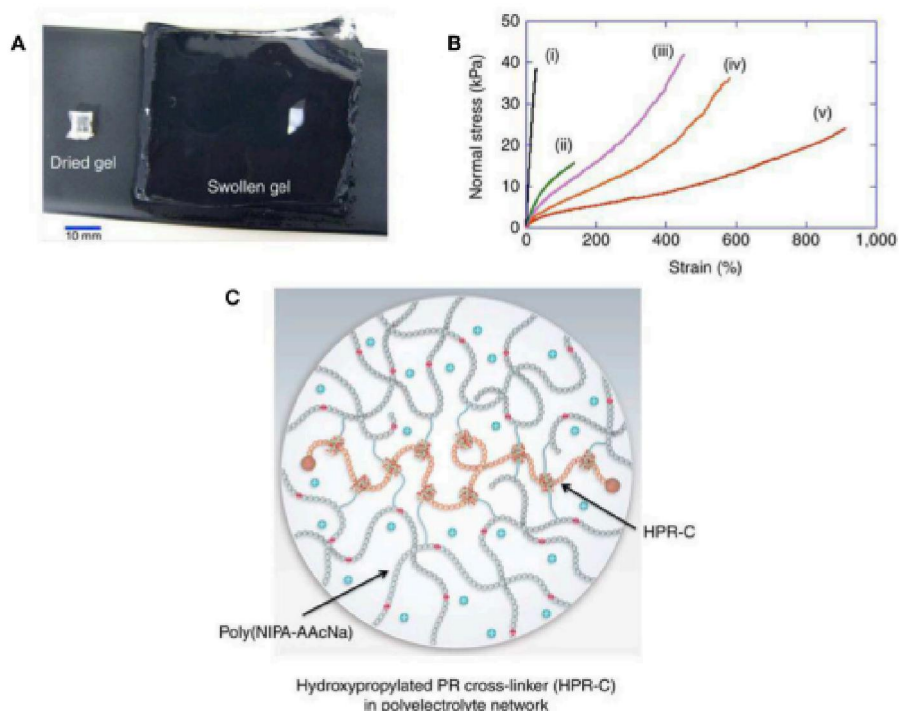 A
Dried gel
Swollen gel
10 mm
B
Normal stress (kPa)
50
40
30
20
10
0
(i)
(ii)
(iii)
(iv)
(v)
0
200
400
600
800
1,000
Strain (%)
C
HPR-C
Poly(NIPA-AAcNa)
Hydroxypropylated PR cross-linker (HPR-C)
in polyelectrolyte network